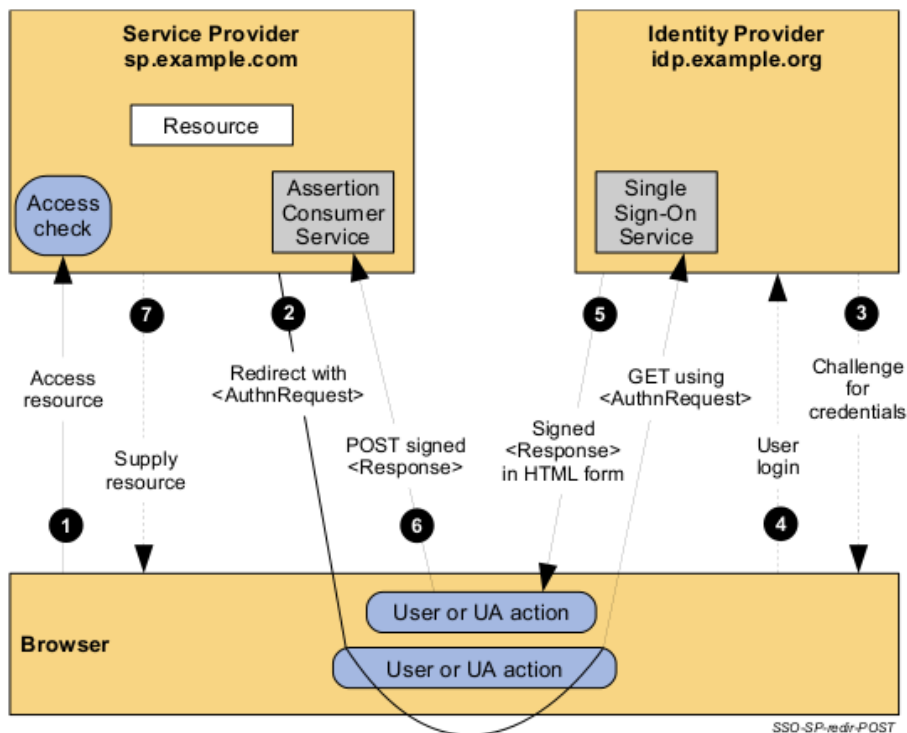 Service Provider
sp.example.com
Identity Provider
idp.example.org
Resource
Access
check
Assertion
Consumer
Service
Single
Sign-On
Service
7
2
5
3
Access
resource
Redirect with
<AuthnRequest>
GET using
<AuthnRequest>
Challenge
for
credentials
Supply
resource
POST signed
<Response>
Signed
<Response>
in HTML form
User
login
1
6
4
User or UA action
Browser
User or UA action
SSO-SP-redir-POST